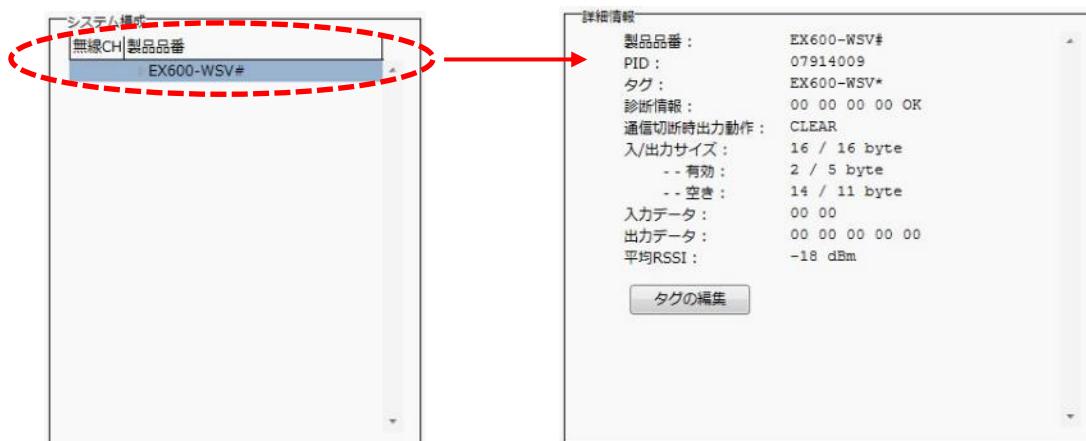 システム構成
無線CH 製品品番
EX600-WSV#
詳細情報
製品品番： EX600-WSV#
PID： 07914009
タグ： EX600-WSV*
診断情報： 00 00 00 00 OK
通信切断時出力動作： CLEAR
入/出力サイズ： 16 / 16 byte
--有効： 2 / 5 byte
--空き： 14 / 11 byte
入力データ： 00 00
出力データ： 00 00 00 00 00
平均RSSI： -18 dBm
タグの編集